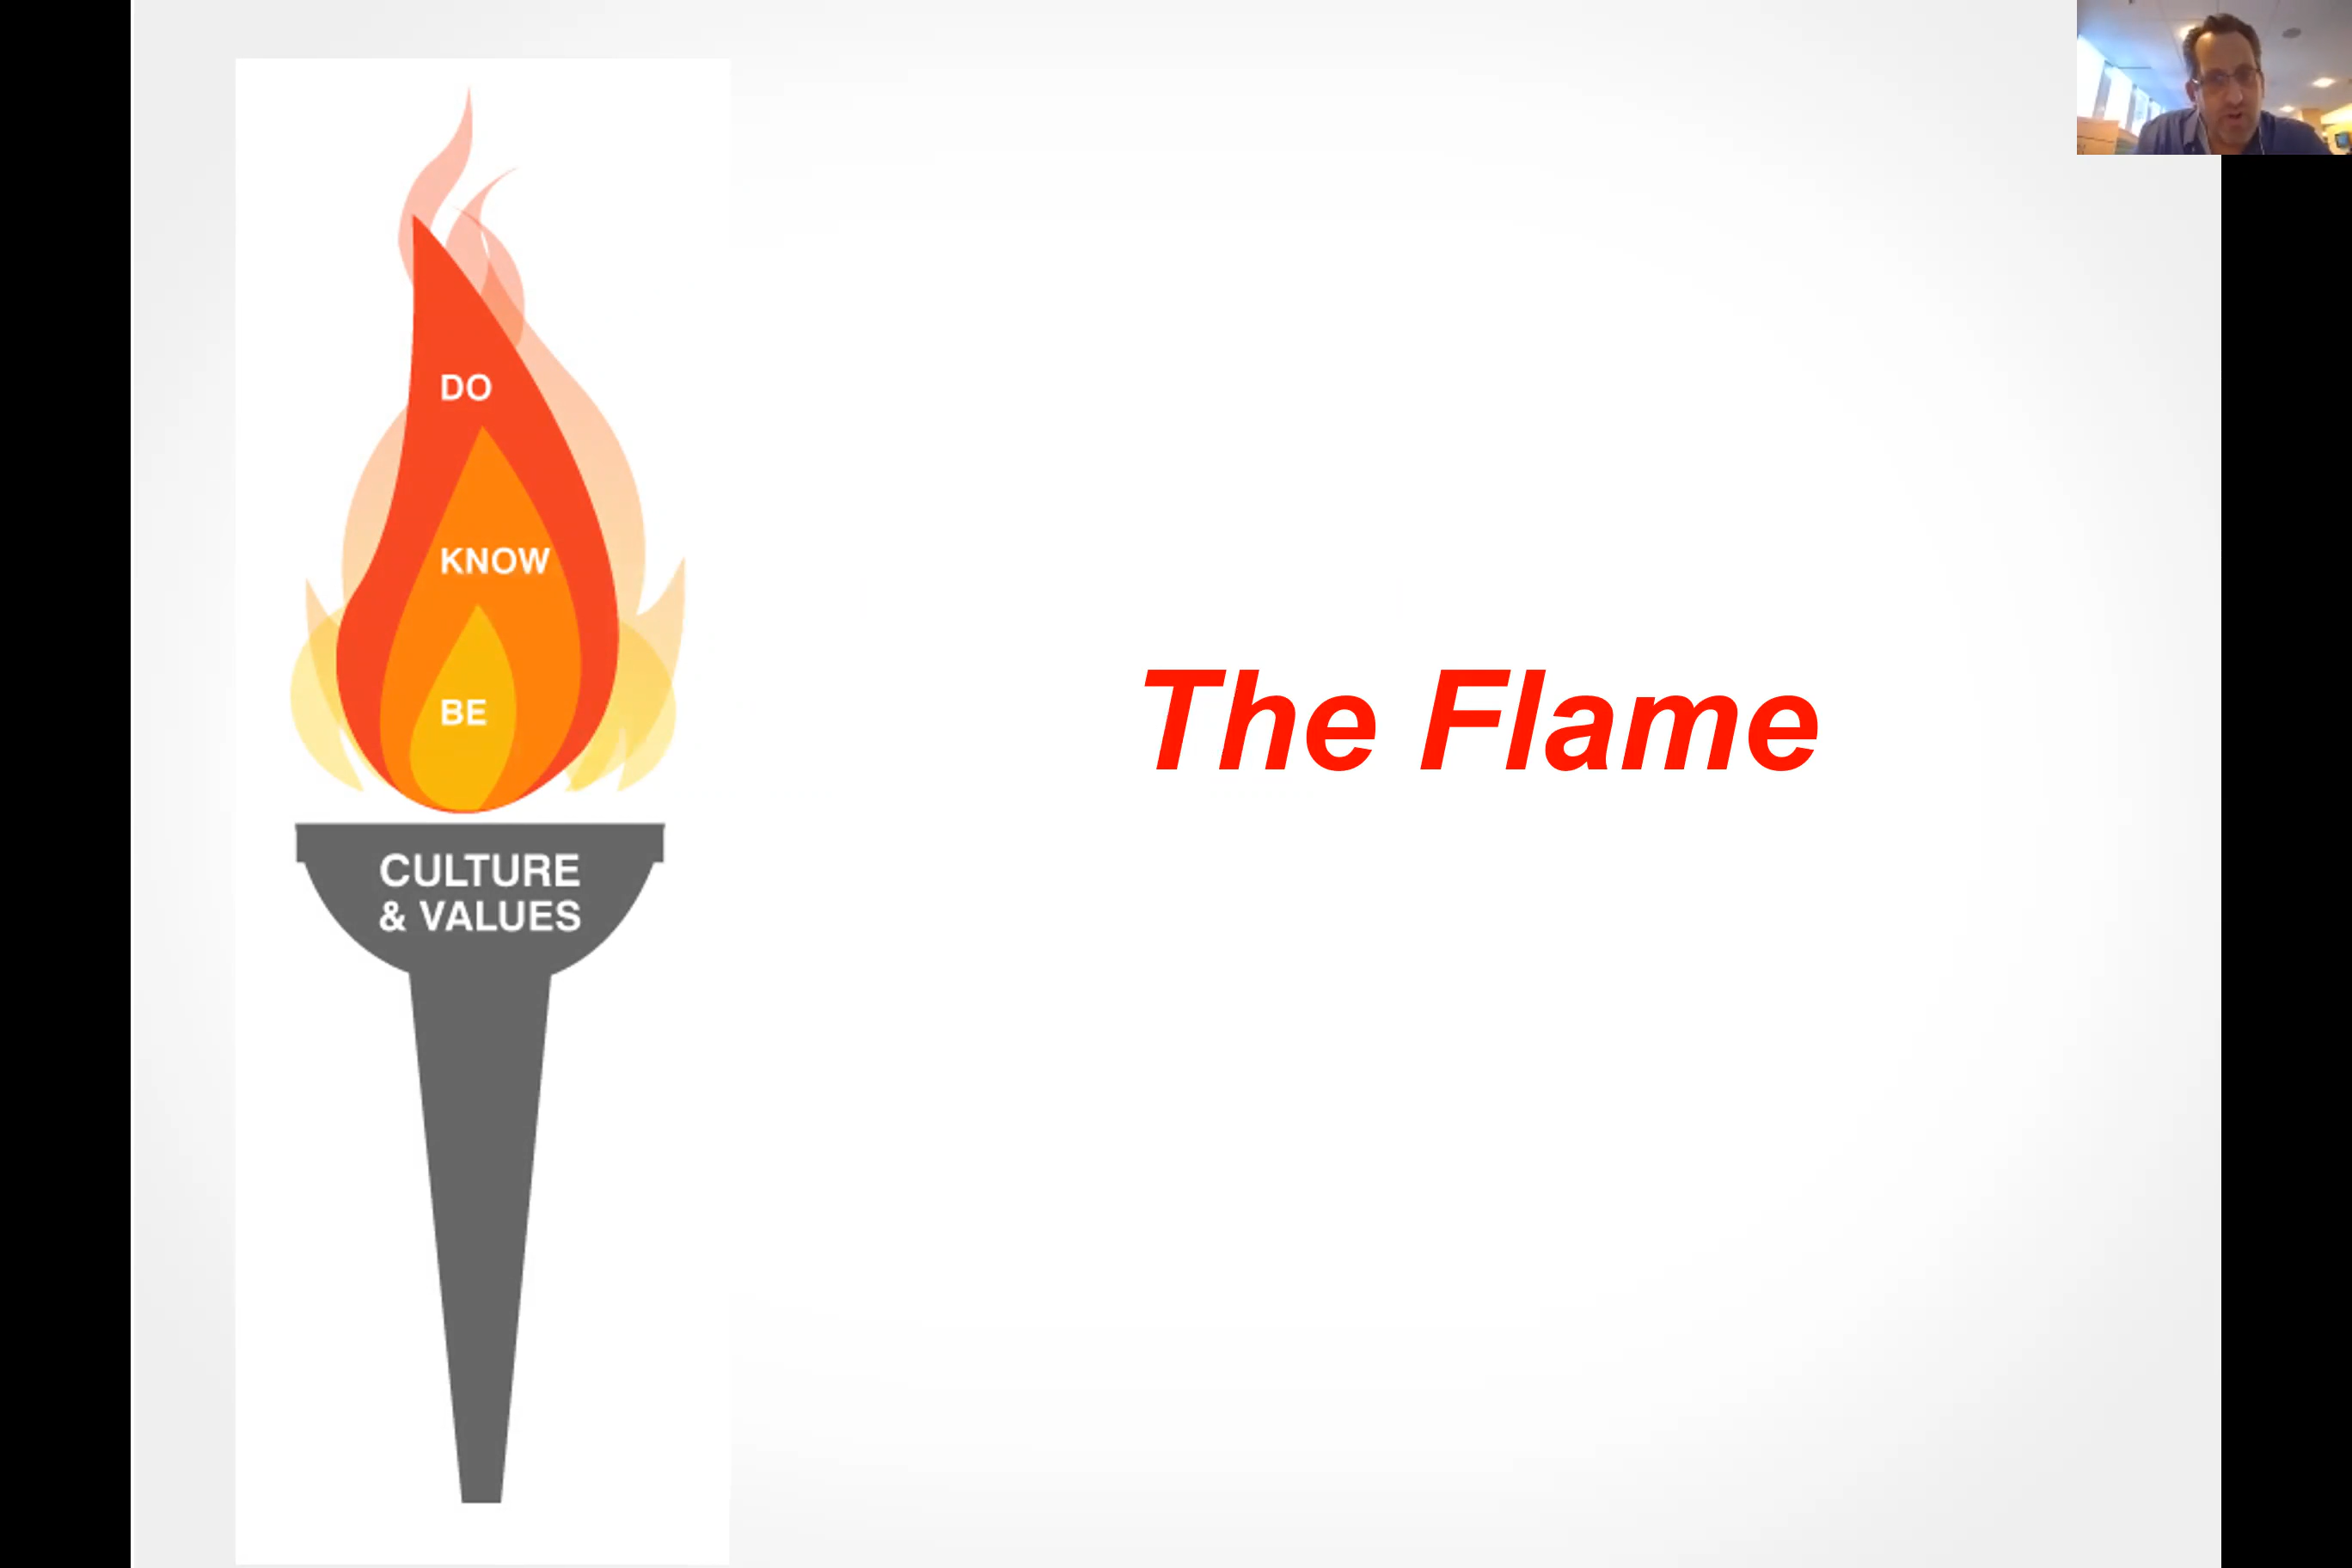 DO
KNOW
BE
CULTURE
& VALUES
The Flame